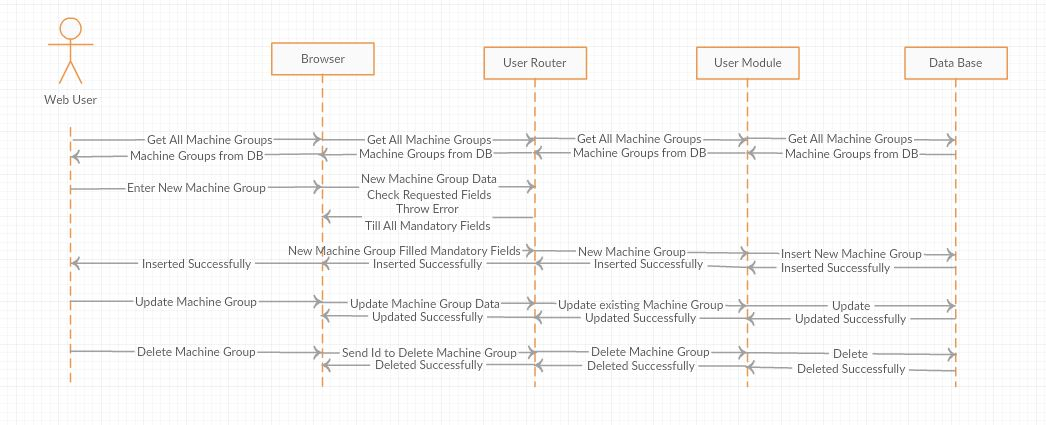 Web User
Browser
User Router
User Module
Data Base
Get All Machine Groups
Get All Machine Groups
Get All Machine Groups
Get All Machine Groups
Machine Groups from DB
Machine Groups from DB
Machine Groups from DB
Machine Groups from DB
Enter New Machine Group
New Machine Group Data
Check Requested Fields
Throw Error
Till All Mandatory Fields
New Machine Group Filled Mandatory Fields
New Machine Group
Insert New Machine Group
Inserted Successfully
Inserted Successfully
Inserted Successfully
Inserted Successfully
Update Machine Group
Update Machine Group Data
Update existing Machine Group
Update
Updated Successfully
Updated Successfully
Updated Successfully
Delete Machine Group
Send Id to Delete Machine Group
Delete Machine Group
Delete
Deleted Successfully
Deleted Successfully
Deleted Successfully